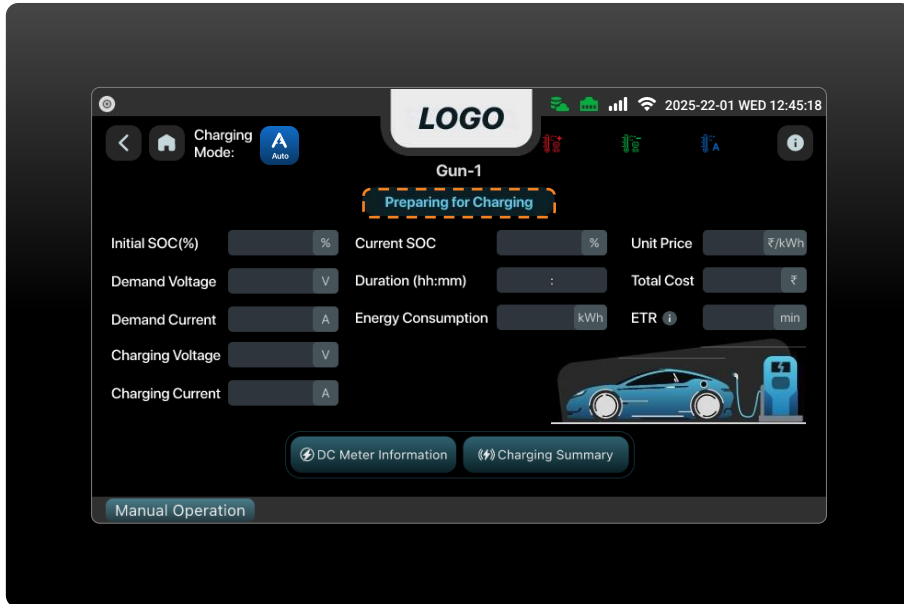 LOGO
2025-22-01 WED 12:45:18
Charging
Mode:
A
Auto
A
Gun-1
Preparing for Charging
Initial SOC(%) % Current SOC % Unit Price ₹/kWh
Demand Voltage V Duration (hh:mm) : Total Cost ₹
Demand Current A Energy Consumption kWh ETR i min
Charging Voltage V
Charging Current A
DC Meter Information
Charging Summary
Manual Operation